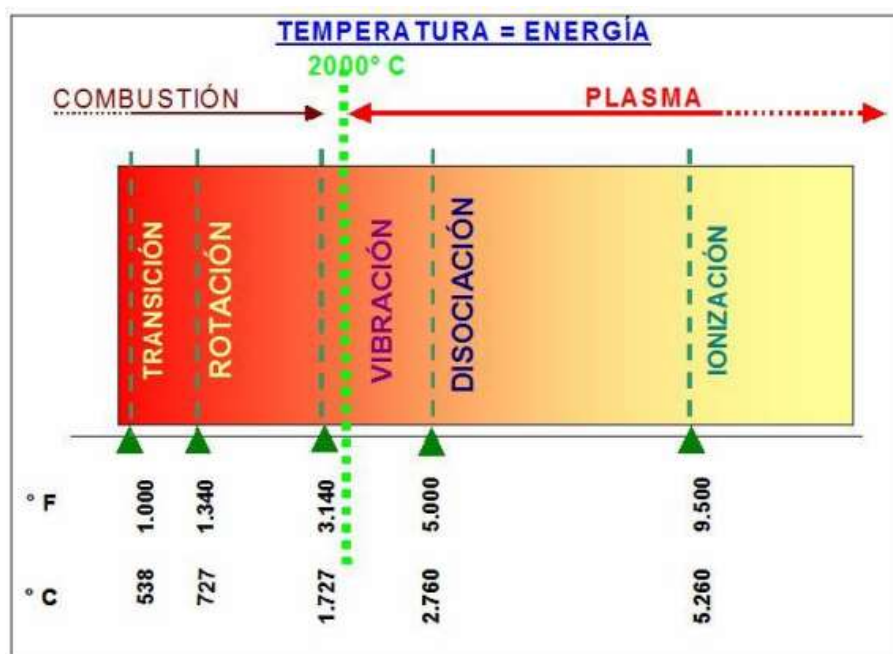 TEMPERATURA = ENERGÍA
2000° C
COMBUSTIÓN
PLASMA
TRANSICIÓN
ROTACIÓN
VIBRACIÓN
DISOCIACIÓN
IONIZACIÓN
° F 1.000 1.340 3.140 5.000 9.500
° C 538 727 1.727 2.760 5.260